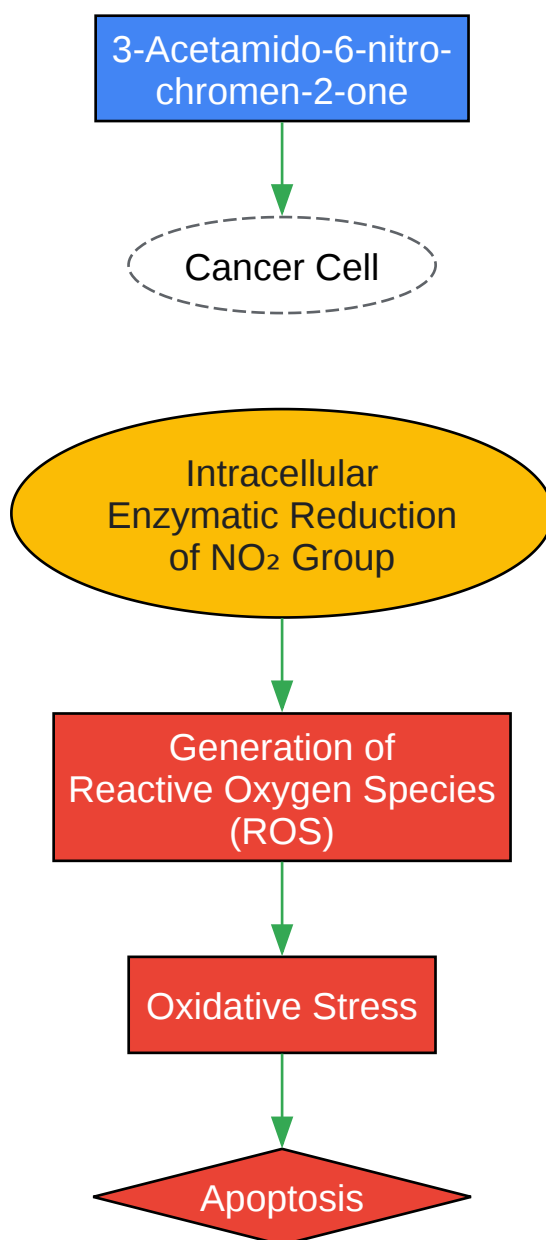 3-Acetamido-6-nitro-
chromen-2-one
Cancer Cell
Intracellular
Enzymatic Reduction
of NO₂ Group
Generation of
Reactive Oxygen Species
(ROS)
Oxidative Stress
Apoptosis